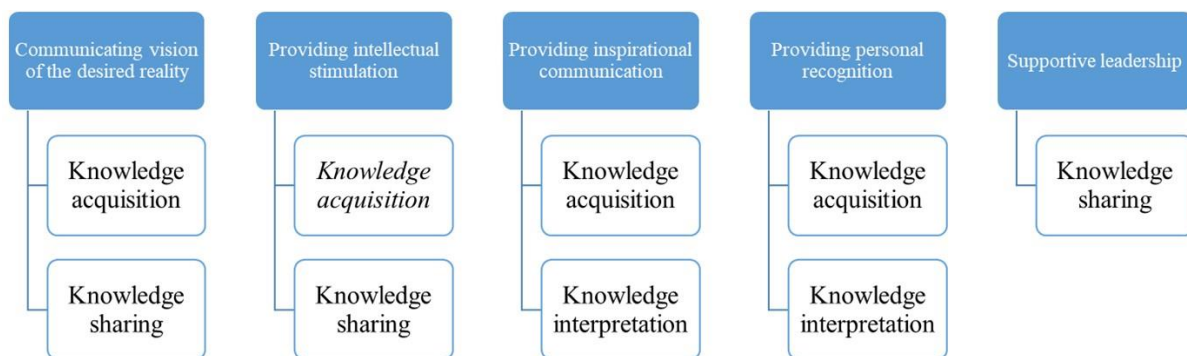 Communicating vision
of the desired reality
Knowledge
acquisition
Knowledge
sharing
Providing intellectual
stimulation
Knowledge
acquisition
Knowledge
sharing
Providing inspirational
communication
Knowledge
acquisition
Knowledge
interpretation
Providing personal
recognition
Knowledge
acquisition
Knowledge
interpretation
Supportive leadership
Knowledge
sharing